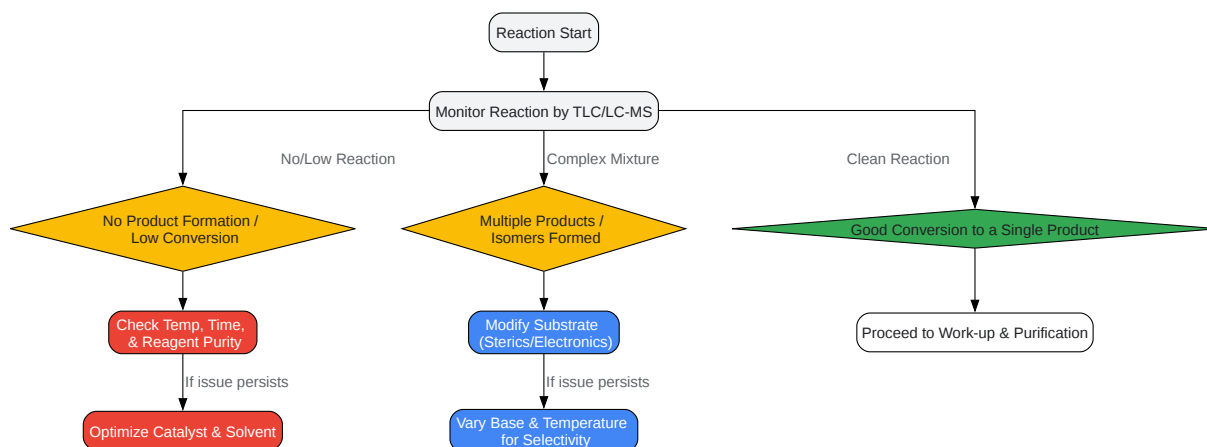 Reaction Start
Monitor Reaction by TLC/LC-MS
No/Low Reaction
Complex Mixture
Clean Reaction
No Product Formation /
Low Conversion
Multiple Products /
Isomers Formed
Good Conversion to a Single Product
Check Temp, Time,
& Reagent Purity
Modify Substrate
(Sterics/Electronics)
Proceed to Work-up & Purification
If issue persists
If issue persists
Optimize Catalyst & Solvent
Vary Base & Temperature
for Selectivity